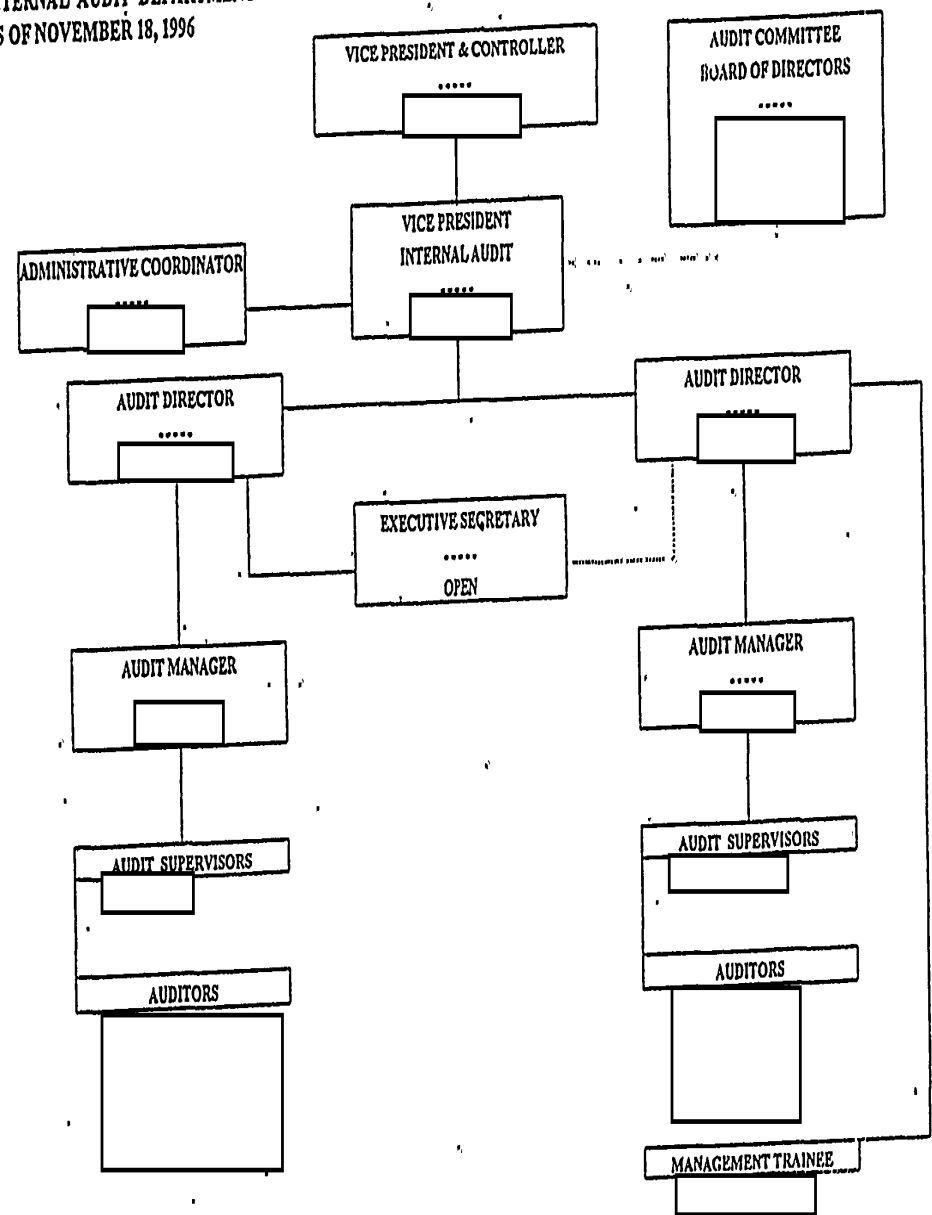 AUDIT
OF NOVEMBER 18, 1996
VICE PRESIDENT & CONTROLLER
*****
AUDIT COMMITTEE
BOARD OF DIRECTORS
*****
VICE PRESIDENT
INTERNAL AUDIT
*****
ADMINISTRATIVE COORDINATOR
*****
AUDIT DIRECTOR
*****
AUDIT DIRECTOR
*****
EXECUTIVE SECRETARY
*****
OPEN
AUDIT MANAGER
AUDIT MANAGER
*****
AUDIT SUPERVISORS
AUDIT SUPERVISORS
AUDITORS
AUDITORS
MANAGEMENT TRAINEE